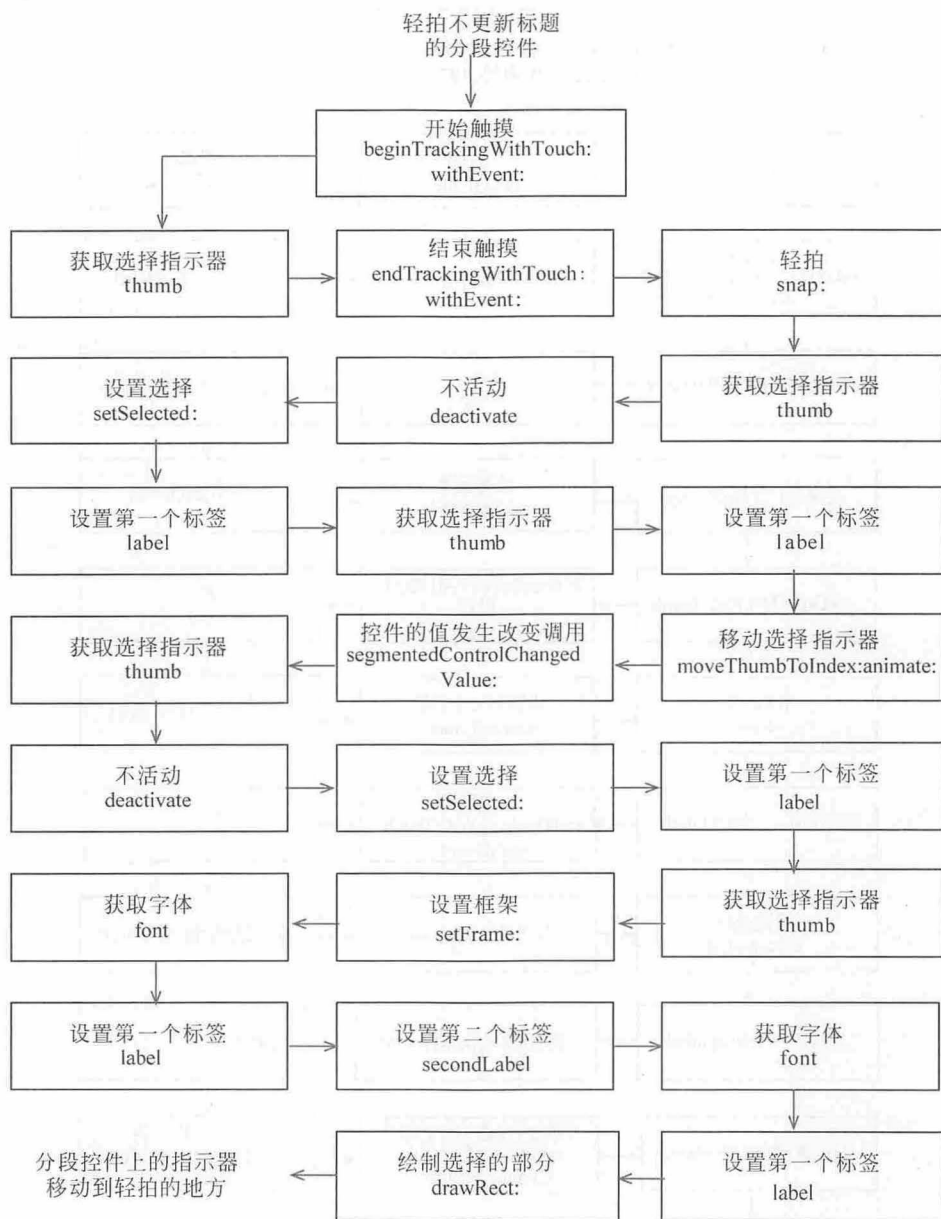 轻拍不更新标题
的分段控件
开始触摸
beginTrackingWithTouch:
withEvent:
获取选择指示器
thumb
结束触摸
endTrackingWithTouch:
withEvent:
轻拍
snap:
获取选择指示器
thumb
不活动
deactivate
设置选择
setSelected:
设置第一个标签
label
获取选择指示器
thumb
设置第一个标签
label
移动选择指示器
moveThumbToIndex:animate:
控件的值发生改变调用
segmentedControlChanged
Value:
获取选择指示器
thumb
不活动
deactivate
设置选择
setSelected:
设置第一个标签
label
获取选择指示器
thumb
设置框架
setFrame:
获取字体
font
设置第一个标签
label
设置第二个标签
secondLabel
获取字体
font
设置第一个标签
label
绘制选择的部分
drawRect:
分段控件上的指示器
移动到轻拍的地方